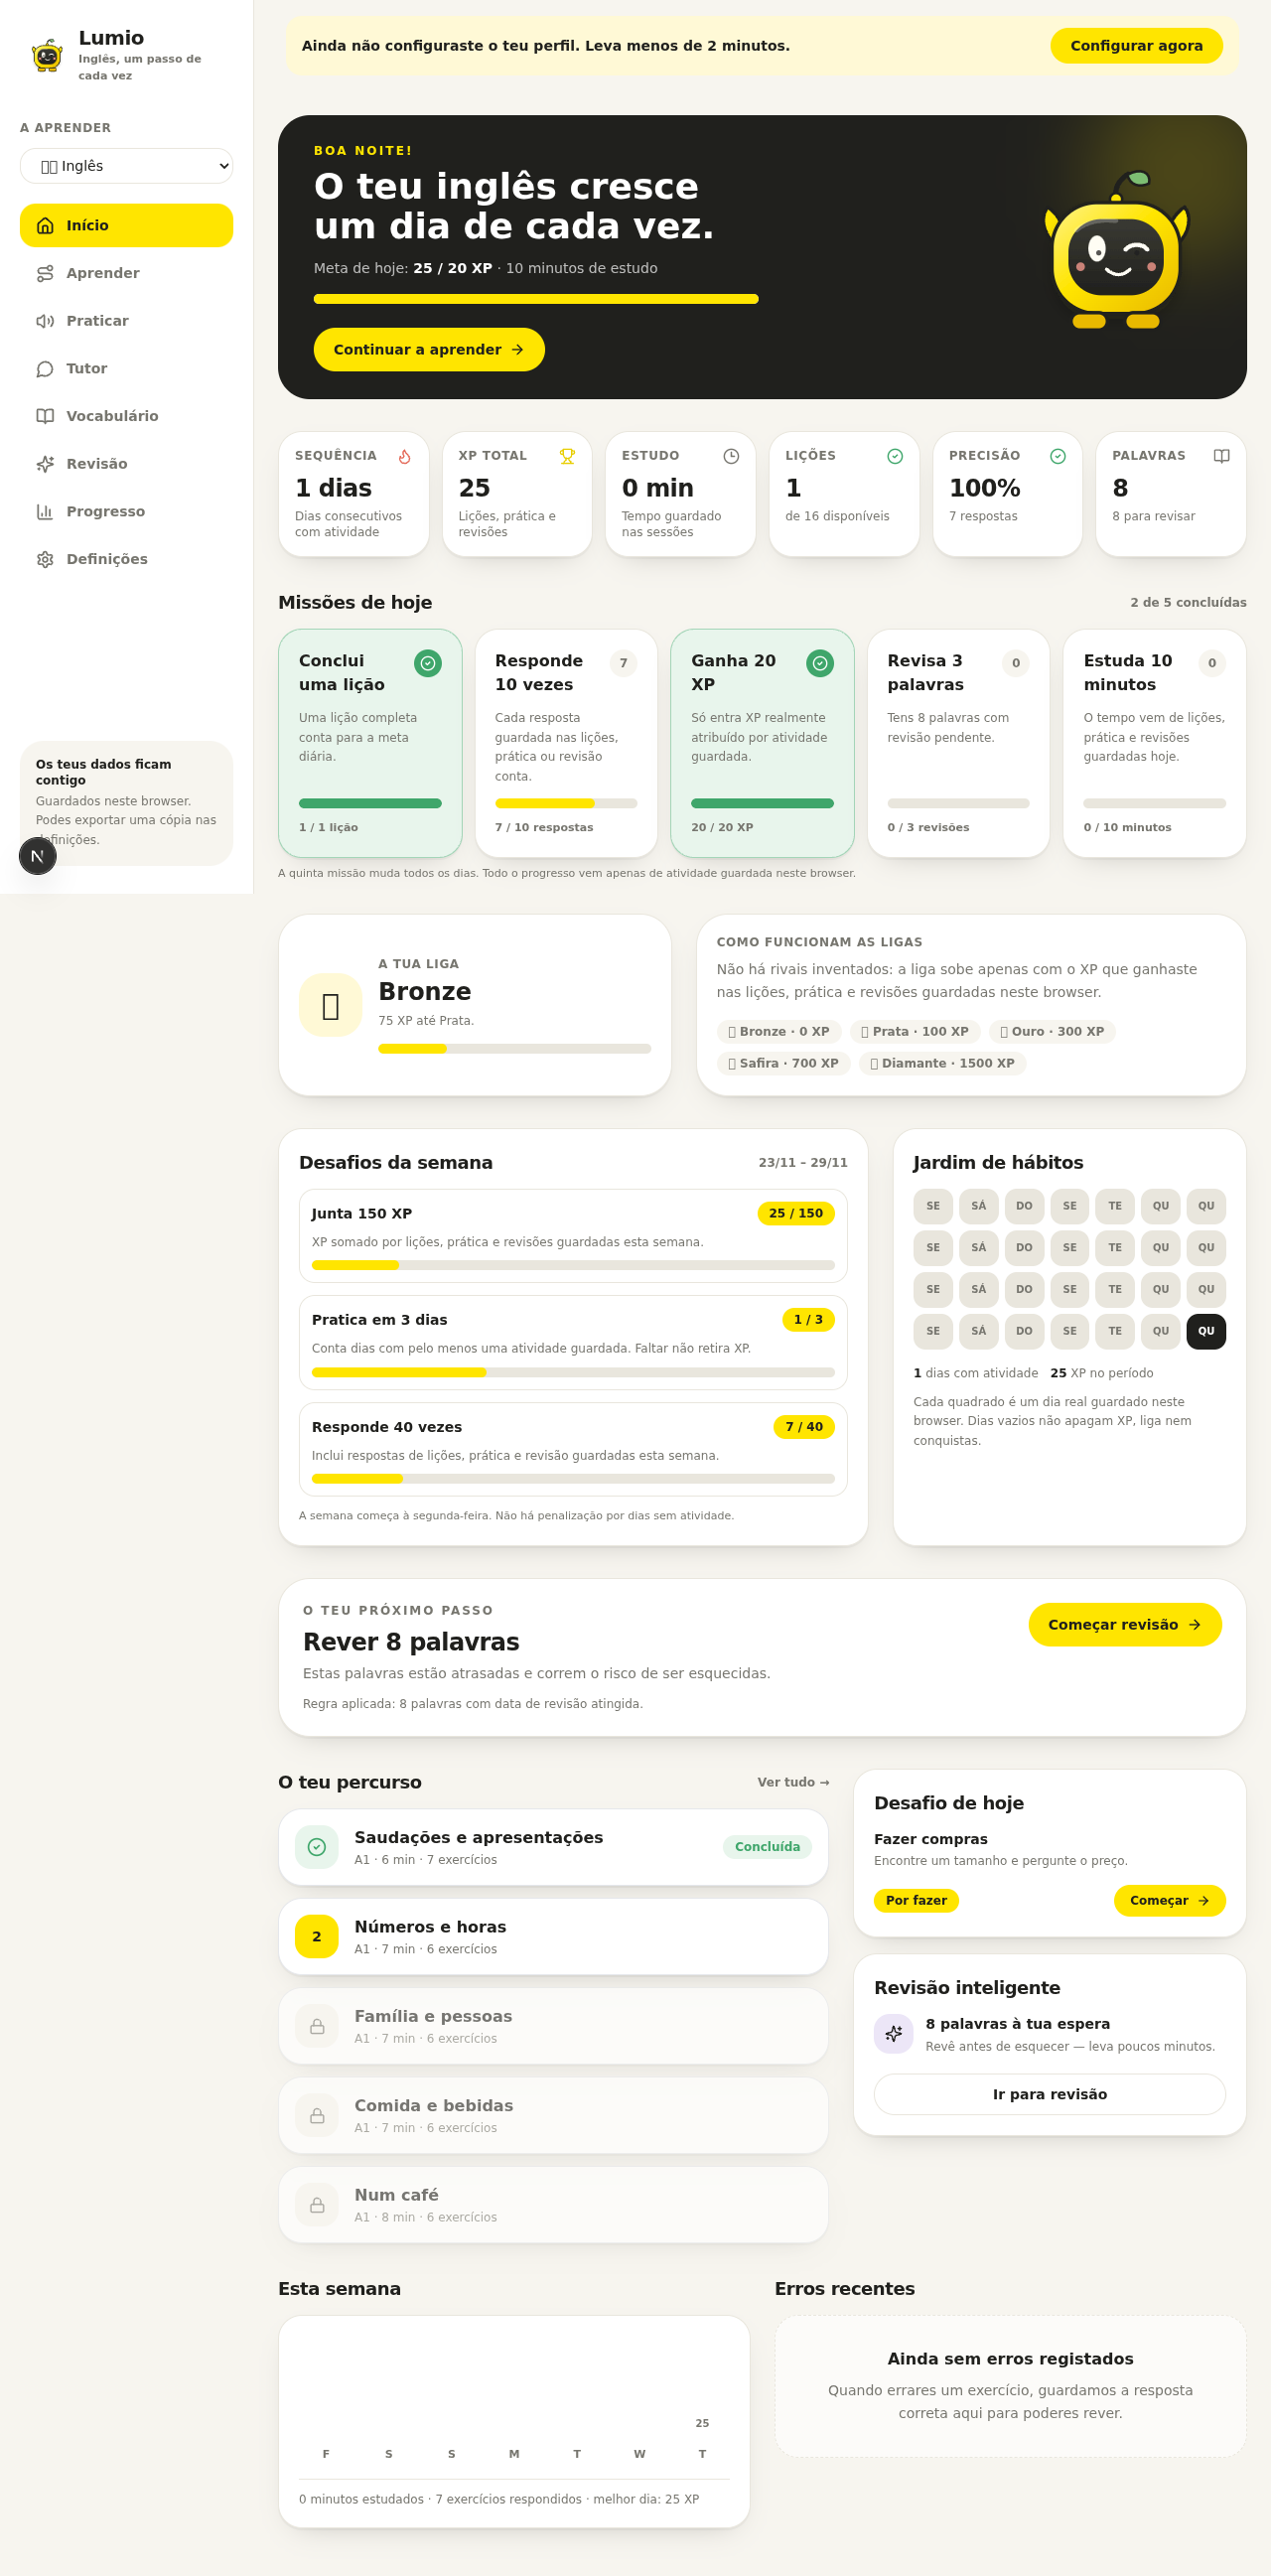 Lumio
Inglês, um passo de
cada vez
A APRENDER
Inglês
Início
Aprender
Praticar
Tutor
Vocabulário
Revisão
Progresso
Definições
Os teus dados ficam
contigo
Guardados neste browser.
Podes exportar uma cópia nas
definições.
N
Ainda não configuraste o teu perfil. Leva menos de 2 minutos.
Configurar agora
BOA NOITE!
O teu inglês cresce
um dia de cada vez.
Meta de hoje: 25 / 20 XP · 10 minutos de estudo
Continuar a aprender →
SEQUÊNCIA
1 dias
Dias consecutivos
com atividade
XP TOTAL
25
Lições, prática e
revisões
ESTUDO
0 min
Tempo guardado
nas sessões
LIÇÕES
1
de 16 disponíveis
PRECISÃO
100%
7 respostas
PALAVRAS
8
8 para revisar
Missões de hoje
2 de 5 concluídas
Conclui
uma lição
Uma lição completa
conta para a meta
diária.
1 / 1 lição
Responde
10 vezes
7
Cada resposta
guardada nas lições,
prática ou revisão
conta.
7 / 10 respostas
Ganha 20
XP
Só entra XP realmente
atribuído por atividade
guardada.
20 / 20 XP
Revisa 3
palavras
0
Tens 8 palavras com
revisão pendente.
0 / 3 revisões
Estuda 10
minutos
0
O tempo vem de lições,
prática e revisões
guardadas hoje.
0 / 10 minutos
A quinta missão muda todos os dias. Todo o progresso vem apenas de atividade guardada neste browser.
A TUA LIGA
Bronze
75 XP até Prata.
COMO FUNCIONAM AS LIGAS
Não há rivais inventados: a liga sobe apenas com o XP que ganhaste
nas lições, prática e revisões guardadas neste browser.
Bronze · 0 XP
Prata · 100 XP
Ouro · 300 XP
Safira · 700 XP
Diamante · 1500 XP
Desafios da semana
23/11 – 29/11
Junta 150 XP
25 / 150
XP somado por lições, prática e revisões guardadas esta semana.
Pratica em 3 dias
1 / 3
Conta dias com pelo menos uma atividade guardada. Faltar não retira XP.
Responde 40 vezes
7 / 40
Inclui respostas de lições, prática e revisão guardadas esta semana.
A semana começa à segunda-feira. Não há penalização por dias sem atividade.
Jardim de hábitos
SE SÁ DO SE TE QU QU
SE SÁ DO SE TE QU QU
SE SÁ DO SE TE QU QU
SE SÁ DO SE TE QU QU
1 dias com atividade 25 XP no período
Cada quadrado é um dia real guardado neste
browser. Dias vazios não apagam XP, liga nem
conquistas.
O TEU PRÓXIMO PASSO
Rever 8 palavras
Estas palavras estão atrasadas e correm o risco de ser esquecidas.
Regra aplicada: 8 palavras com data de revisão atingida.
Começar revisão →
O teu percurso
Ver tudo →
Saudações e apresentações
A1 · 6 min · 7 exercícios
Concluída
2
Números e horas
A1 · 7 min · 6 exercícios
Família e pessoas
A1 · 7 min · 6 exercícios
Comida e bebidas
A1 · 7 min · 6 exercícios
Num café
A1 · 8 min · 6 exercícios
Desafio de hoje
Fazer compras
Encontre um tamanho e pergunte o preço.
Por fazer
Começar →
Revisão inteligente
8 palavras à tua espera
Revê antes de esquecer — leva poucos minutos.
Ir para revisão
Esta semana
25
F S S M T W T
0 minutos estudados · 7 exercícios respondidos · melhor dia: 25 XP
Erros recentes
Ainda sem erros registados
Quando errares um exercício, guardamos a resposta
correta aqui para poderes rever.